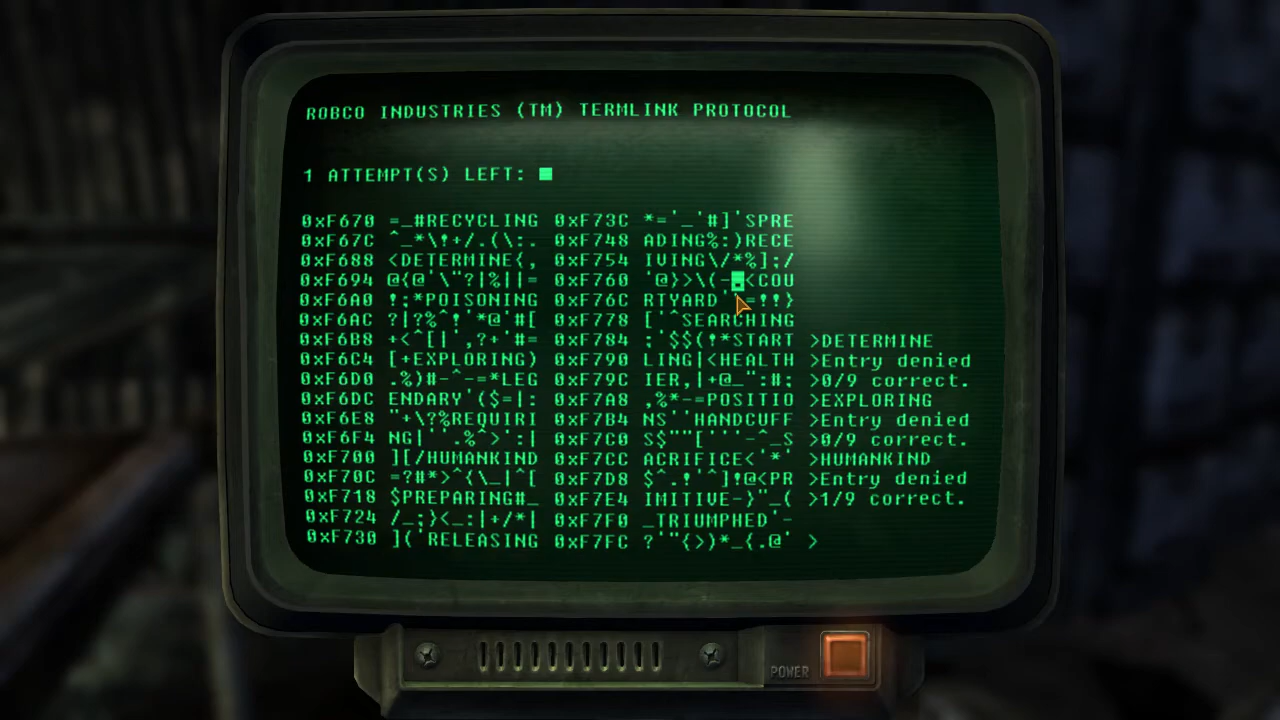 ROBCO INDUSTRIES (TM) TERMLINK PROTOCOL
1 ATTEMPT(S) LEFT:
0xF670 =_#RECYCLING 0xF73C *='_'#]'SPRE
0xF67C ^_*\!+/.(\:. 0xF748 ADING%:)RECE
0xF688 <DETERMINE{, 0xF754 IVING\/*%];/
0xF694 @{@'\"?|%||= 0xF760 '@}>\(-:<COU
0xF6A0 !;*POISONING 0xF76C RTYARD''=!!}
0xF6AC ?|?%^!'*@'#[ 0xF778 ['^SEARCHING
0xF6B8 +<^[|',?+'#= 0xF784 ;'$$(!*START
0xF6C4 [+EXPLORING) 0xF790 LING|<HEALTH >Entry denied
0xF6D0 .%)#-^-=*LEG 0xF79C IER,|+@_":#; >0/9 correct.
0xF6DC ENDARY'($=|: 0xF7A8 ,%*-=POSITIO >EXPLORING
0xF6E8 "+\?%REQUIRI 0xF7B4 NS''HANDCUFF >Entry denied
0xF6F4 NG|''.%^>':| 0xF7C0 S$""['''-^_S >0/9 correct.
0xF700 ][/HUMANKIND 0xF7CC ACRIFICE<'*' >HUMANKIND
0xF70C =?#*>^{\_|^[ 0xF7D8 $^.!'^]!@<PR >Entry denied
0xF718 $PREPARING#_ 0xF7E4 IMITIVE-}"_( >1/9 correct.
0xF724 /_;}<_:|+/*| 0xF7F0 _TRIUMPHED'-
0xF730 ]('RELEASING 0xF7FC ?'"{>)*_{.@' >
>DETERMINE